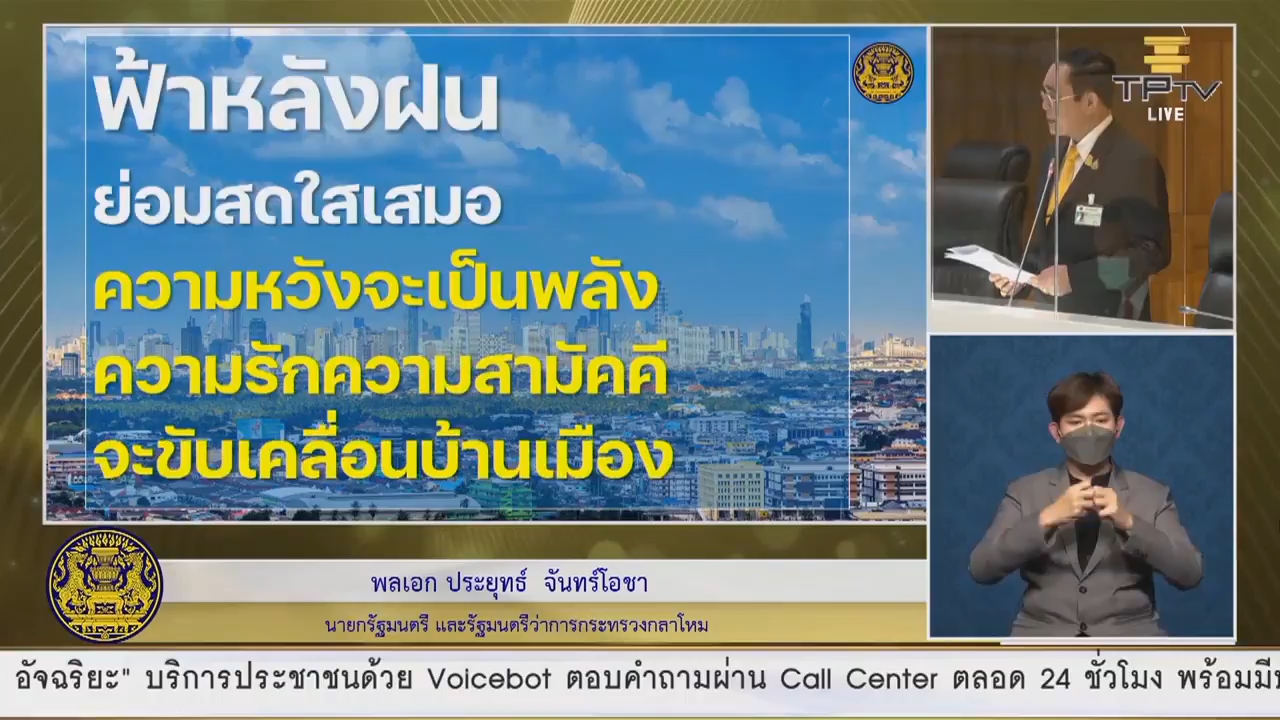 ฟ้าหลังฝน
ย่อมสดใสเสมอ
ความหวังจะเป็นพลัง
ความรักความสามัคคี
จะขับเคลื่อนบ้านเมือง
TPTV
LIVE
พลเอก ประยุทธ์ จันทร์โอชา
นายกรัฐมนตรี และรัฐมนตรีว่าการกระทรวงกลาโหม
อัจฉริยะ" บริการประชาชนด้วย Voicebot ตอบคำถามผ่าน Call Center ตลอด 24 ชั่วโมง พร้อมมี